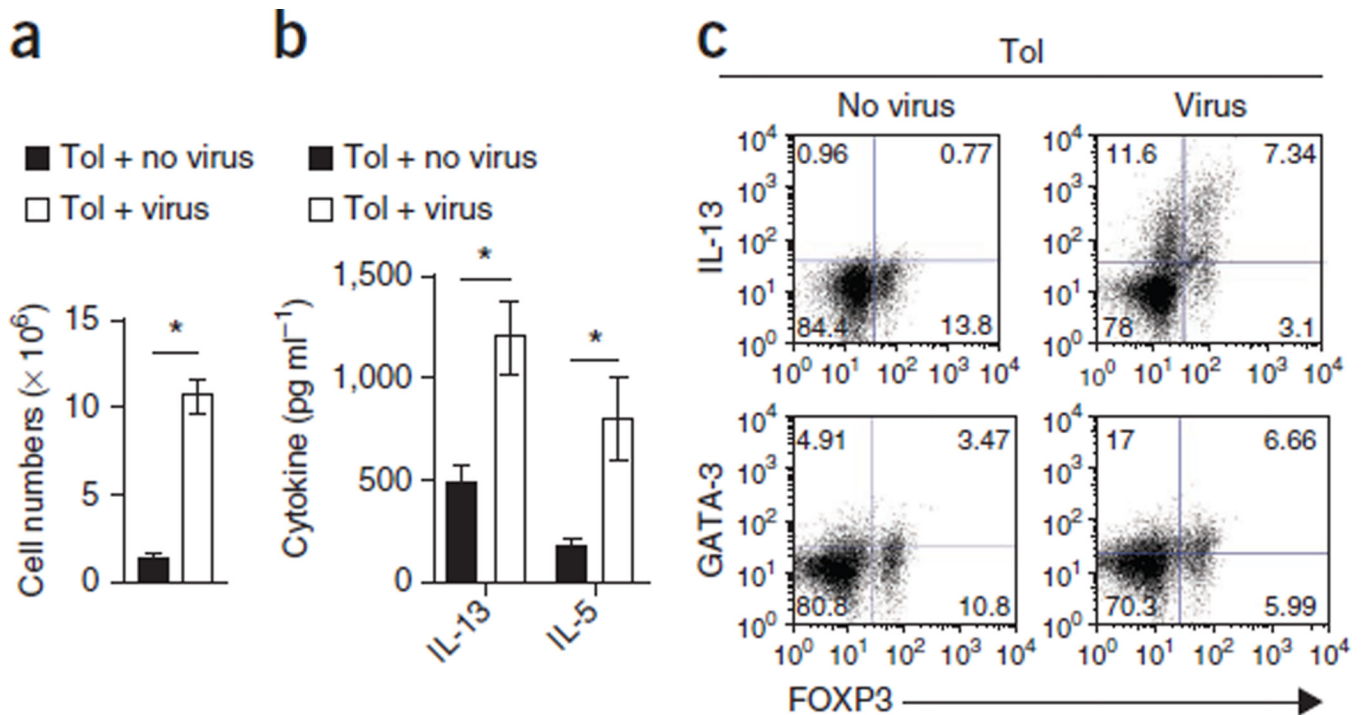 a
Tol + no virus
Tol + virus
Cell numbers (× 10⁶)
15
10
5
0
*
b
Tol + no virus
Tol + virus
Cytokine (pg ml⁻¹)
1,500
1,000
500
0
*
*
IL-13
IL-5
c
Tol
No virus
Virus
IL-13
10⁴
10³
10²
10¹
10⁰
0.96 0.77
84.4 13.8
10⁰ 10¹ 10² 10³ 10⁴
10⁴
10³
10²
10¹
10⁰
11.6 7.34
78 3.1
10⁰ 10¹ 10² 10³ 10⁴
GATA-3
10⁴
10³
10²
10¹
10⁰
4.91 3.47
80.8 10.8
10⁰ 10¹ 10² 10³ 10⁴
10⁴
10³
10²
10¹
10⁰
17 6.66
70.3 5.99
10⁰ 10¹ 10² 10³ 10⁴
FOXP3